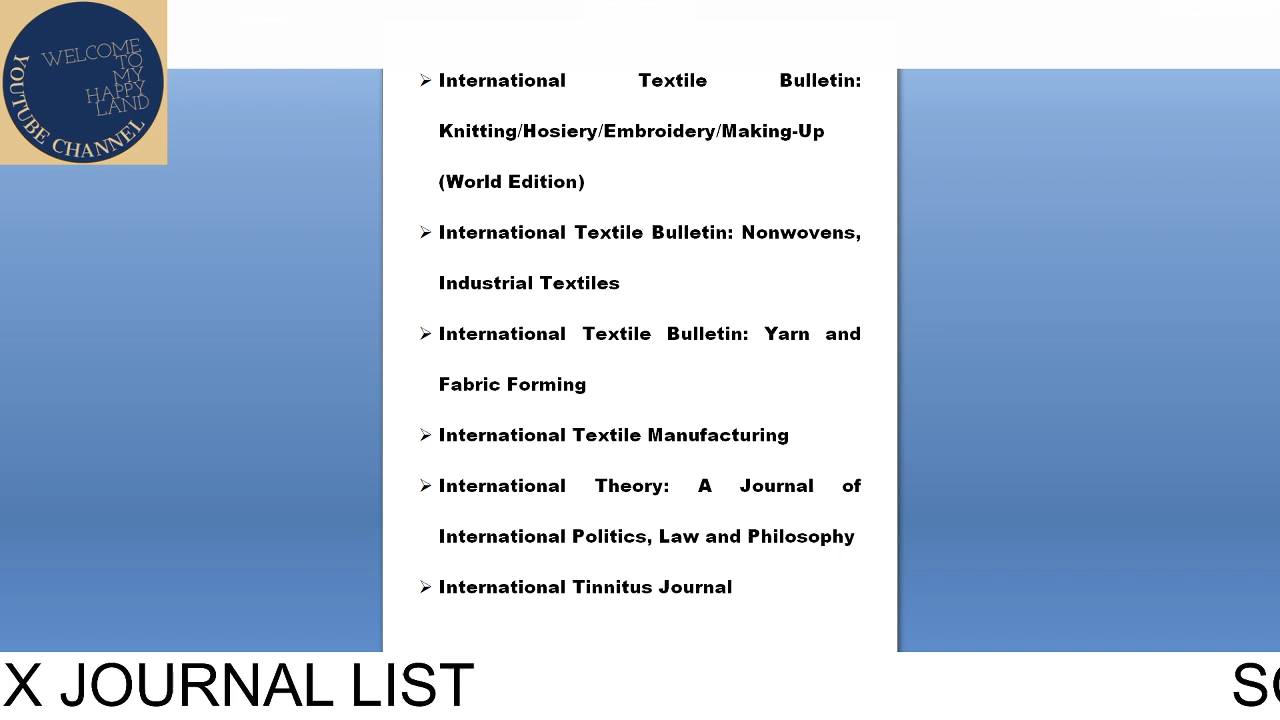 WELCOME
TO
MY
HAPPY
LAND
YOUTUBE CHANNEL
➢ International Textile Bulletin:
Knitting/Hosiery/Embroidery/Making-Up
(World Edition)
➢ International Textile Bulletin: Nonwovens,
Industrial Textiles
➢ International Textile Bulletin: Yarn and
Fabric Forming
➢ International Textile Manufacturing
➢ International Theory: A Journal of
International Politics, Law and Philosophy
➢ International Tinnitus Journal
X JOURNAL LIST